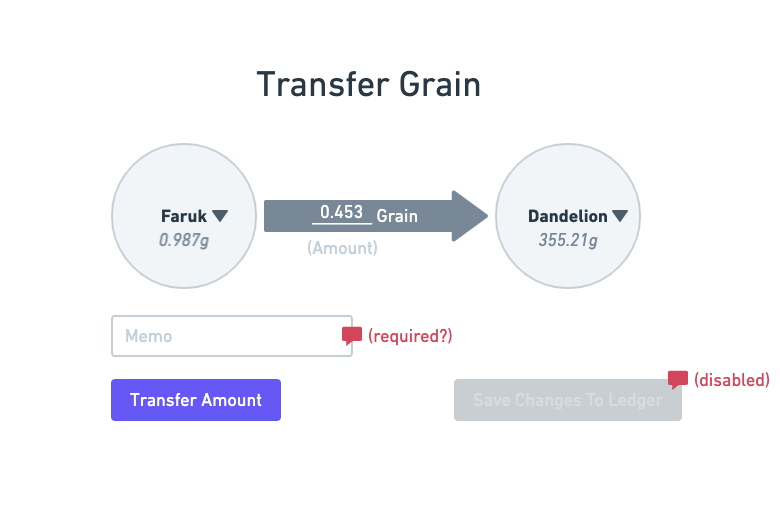 Transfer Grain
Faruk
0.987g
0.453 Grain
(Amount)
Dandelion
355.21g
Memo
(required?)
Transfer Amount
Save Changes To Ledger
(disabled)